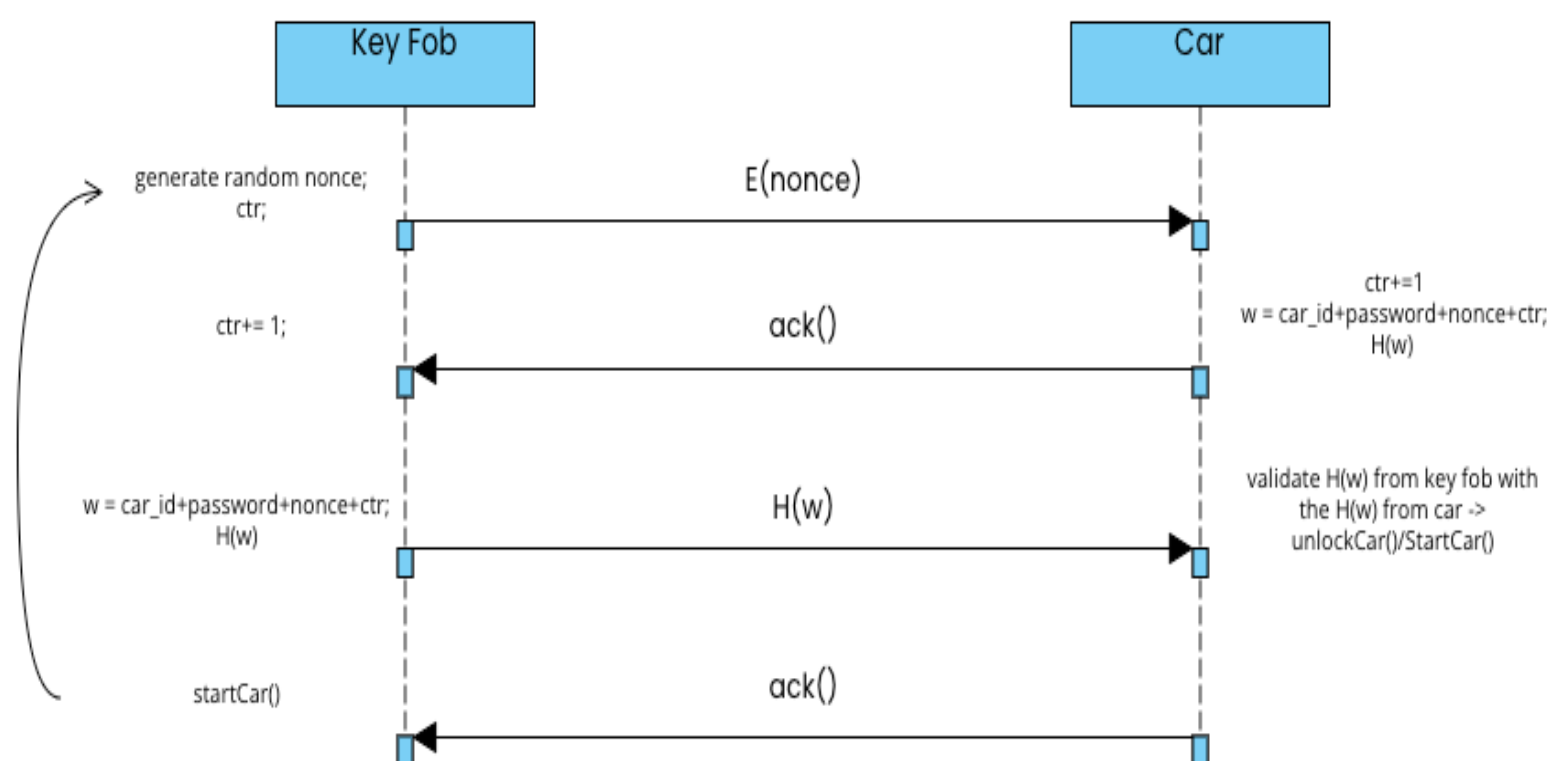 Key Fob
Car
generate random nonce;
ctr;
E(nonce)
ctr+=1
w = car_id+password+nonce+ctr;
H(w)
ctr+= 1;
ack()
w = car_id+password+nonce+ctr;
H(w)
H(w)
validate H(w) from key fob with
the H(w) from car ->
unlockCar()/StartCar()
startCar()
ack()